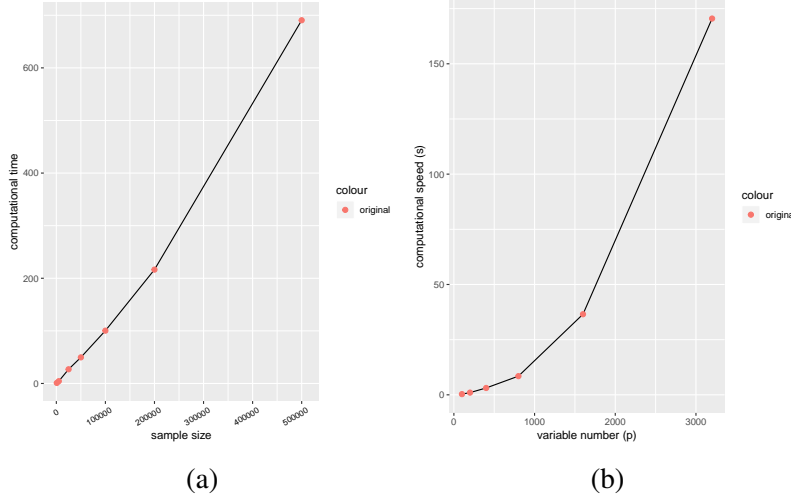 computational time
600
400
200
0
0
100000
200000
300000
400000
500000
sample size
colour
original
(a)
computational speed (s)
150
100
50
0
0
1000
2000
3000
variable number (p)
colour
origina
(b)